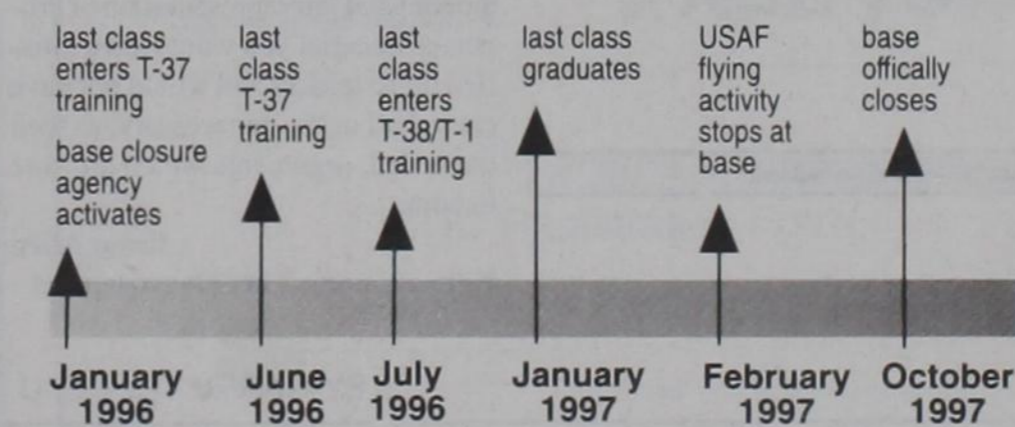 last class
enters T-37
training
base closure
agency
activates
last
class
T-37
training
last
class
enters
T-38/T-1
training
last class
graduates
USAF
flying
activity
stops at
base
base
offically
closes
January
1996
June
1996
July
1996
January
1997
February
1997
October
1997